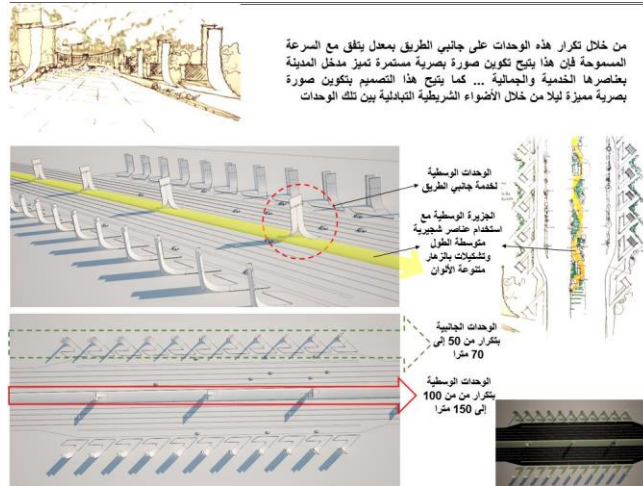 من خلال تكرار هذه الوحدات على جانبي الطريق بمعدل يتفق مع السرعة
المسموحة فإن هذا يتيح تكوين صورة بصرية مستمرة تميز مدخل المدينة
بعناصرها الخدمية والجمالية ... كما يتيح هذا التصميم بتكوين صورة
بصرية مميزة ليلا من خلال الأضواء الشريطية التبادلية بين تلك الوحدات
الوحدات الوسطية
لخدمة جانبي الطريق
الجزيرة الوسطية مع
استخدام عناصر شجيرية
متوسطة الطول
وتشكيلات بالزهار
متنوعة الألوان
الوحدات الجانبية
بتكرار من 50 إلى
70 مترا
الوحدات الوسطية
بتكرار من من 100
إلى 150 مترا